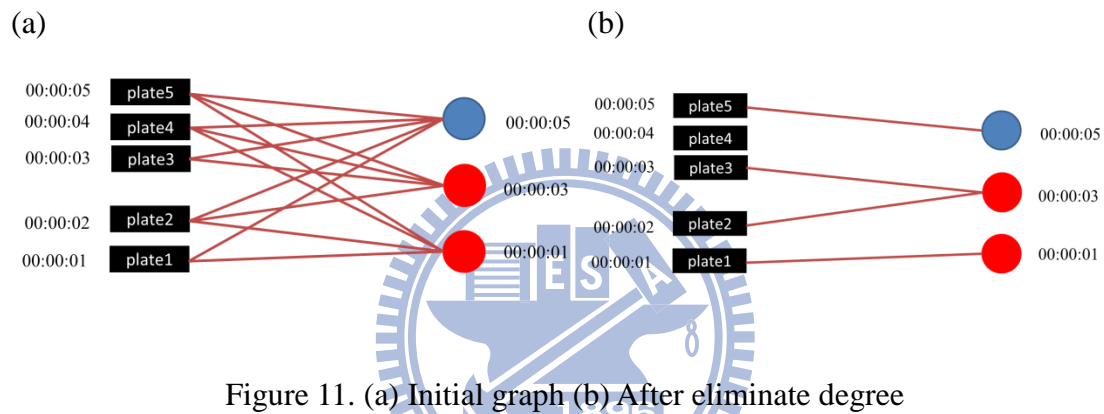 (a)
00:00:05 plate5
00:00:04 plate4
00:00:03 plate3
00:00:02 plate2
00:00:01 plate1
00:00:05
00:00:03
00:00:01
(b)
00:00:05 plate5
00:00:04 plate4
00:00:03 plate3
00:00:02 plate2
00:00:01 plate1
00:00:05
00:00:03
00:00:01
E S A
8
1896
Figure 11. (a) Initial graph (b) After eliminate degree